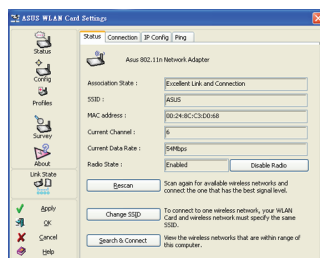 ASUS WLAN Card Settings
Status
Config
Profiles
Survey
About
Link State
Apply
OK
Cancel
Help
Status Connection IP Config Ping
Asus 802.11n Network Adapter
Association State : Excellent Link and Connection
SSID : ASUS
MAC address : 00:24:8C:C3:D0:68
Current Channel : 6
Current Data Rate : 54Mbps
Radio State : Enabled Disable Radio
Rescan
Scan again for available wireless networks and
connect the one that has the best signal level.
Change SSID
To connect to one wireless network, your WLAN
Card and wireless network must specify the same
SSID.
Search & Connect
View the wireless networks that are within range of
this computer.